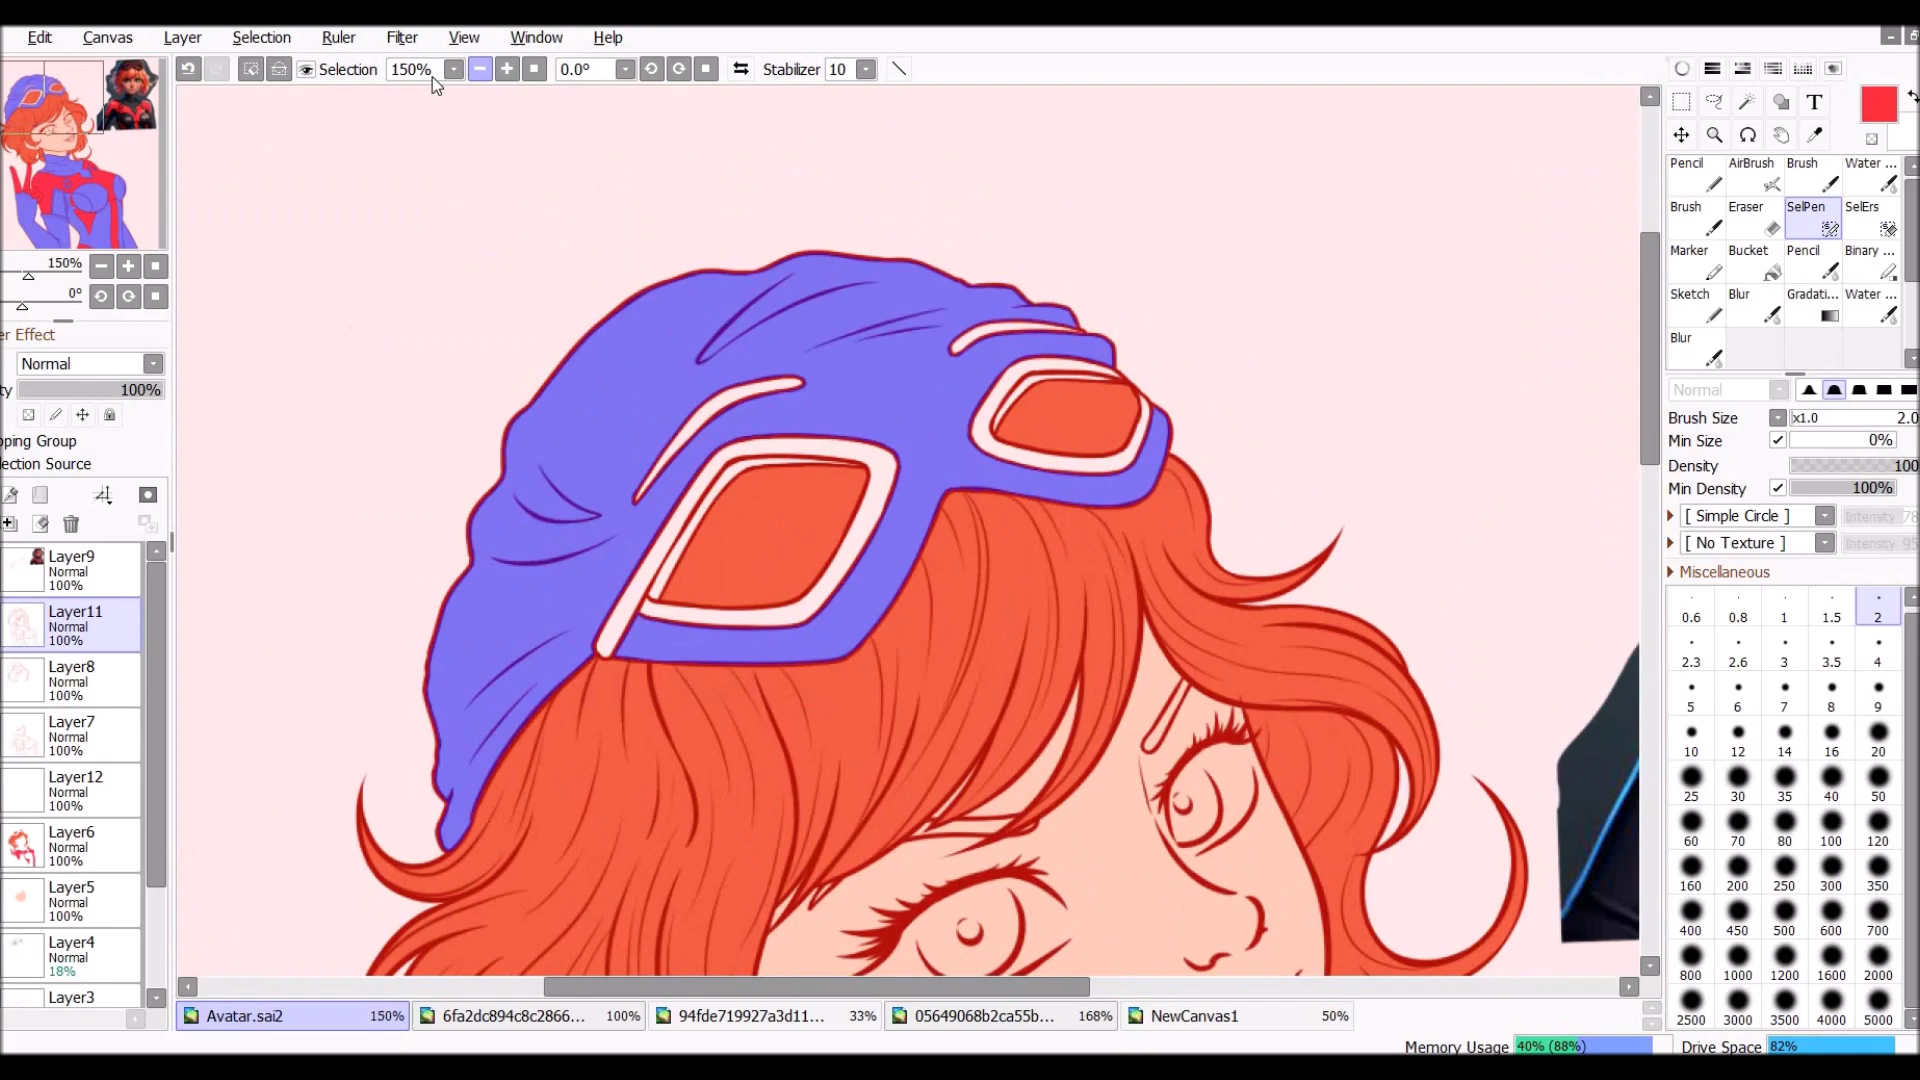 Edit Canvas Layer Selection Ruler Filter View Window Help
Selection 150% 0.0° Stabilizer 10
T
Pencil AirBrush Brush Water ...
Brush Eraser SelPen SelErs
Marker Bucket Pencil Binary ...
Sketch Blur Gradati... Water ...
Blur
150%
0°
er Effect
Normal
ty 100%
pping Group
lection Source
Layer9
Normal
100%
Layer11
Normal
100%
Layer8
Normal
100%
Layer7
Normal
100%
Layer12
Normal
100%
Layer6
Normal
100%
Layer5
Normal
100%
Layer4
Normal
18%
Layer3
Normal
Brush Size x1.0 2.0
Min Size 0%
Density 100
Min Density 100%
[ Simple Circle ] Intensity 78
[ No Texture ] Intensity 95
Miscellaneous
0.6 0.8 1 1.5 2
2.3 2.6 3 3.5 4
5 6 7 8 9
10 12 14 16 20
25 30 35 40 50
60 70 80 100 120
160 200 250 300 350
400 450 500 600 700
800 1000 1200 1600 2000
2500 3000 3500 4000 5000
Avatar.sai2 150% 6fa2dc894c8c2866... 100% 94fde719927a3d11... 33% 05649068b2ca55b... 168% NewCanvas1 50%
Memory Usage 40% (88%) Drive Space 82%